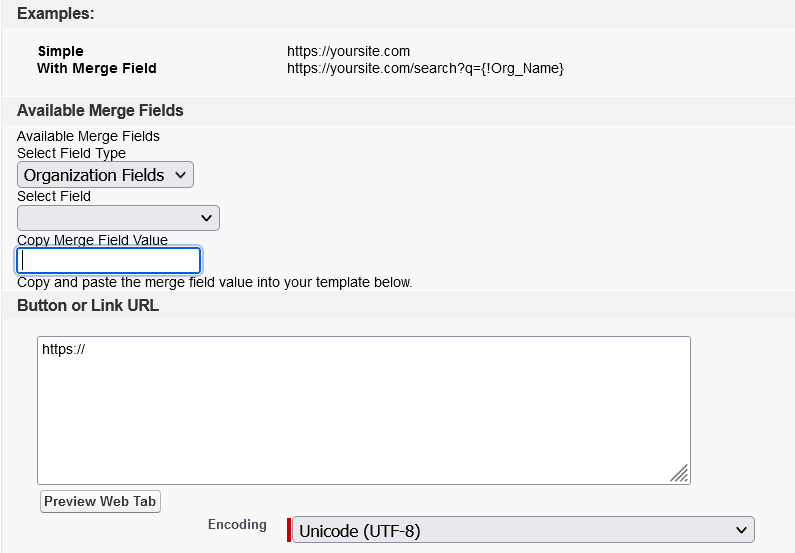 Examples:
Simple https://yoursite.com
With Merge Field https://yoursite.com/search?q={!Org_Name}
Available Merge Fields
Available Merge Fields
Select Field Type
Organization Fields
Select Field
Copy Merge Field Value
Copy and paste the merge field value into your template below.
Button or Link URL
https://
Preview Web Tab
Encoding Unicode (UTF-8)